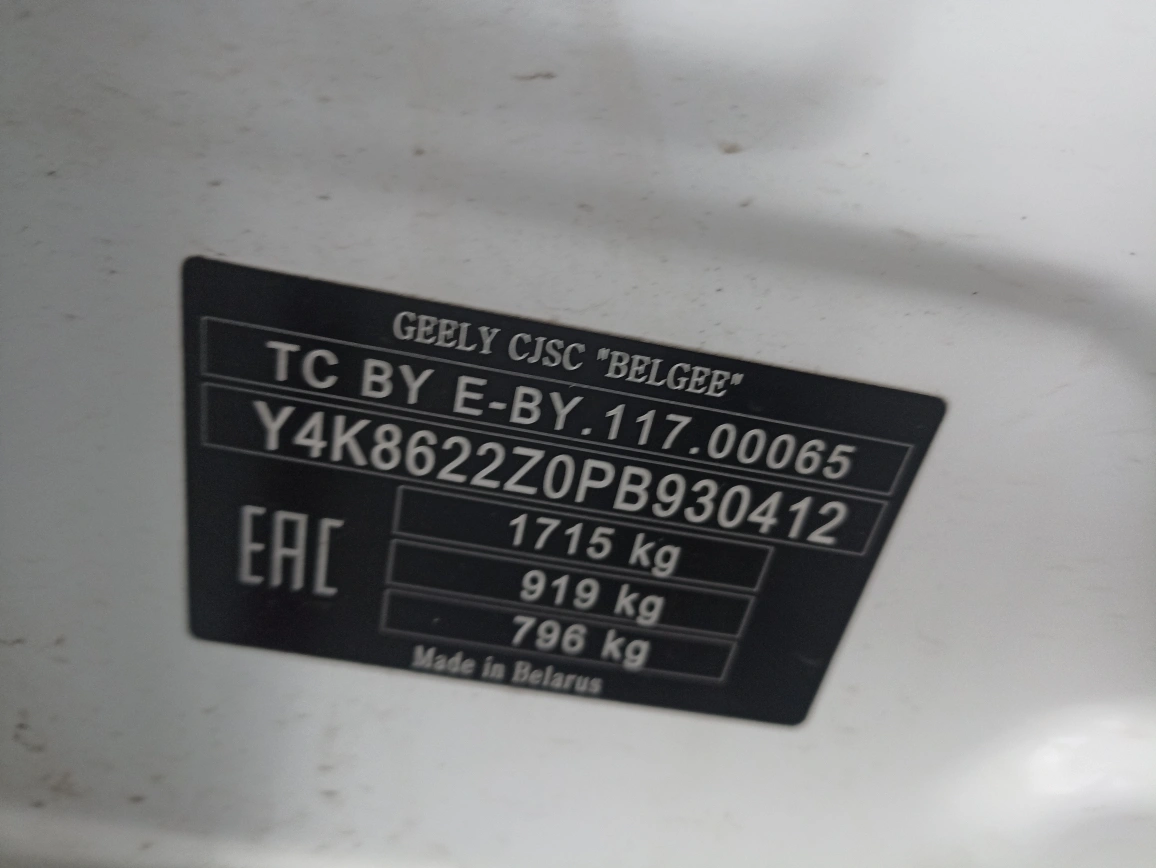 GEELY CJSC "BELGEE"
TC BY E-BY.117.00065
Y4K8622Z0PB930412
EAC
1715 kg
919 kg
796 kg
Made in Belarus